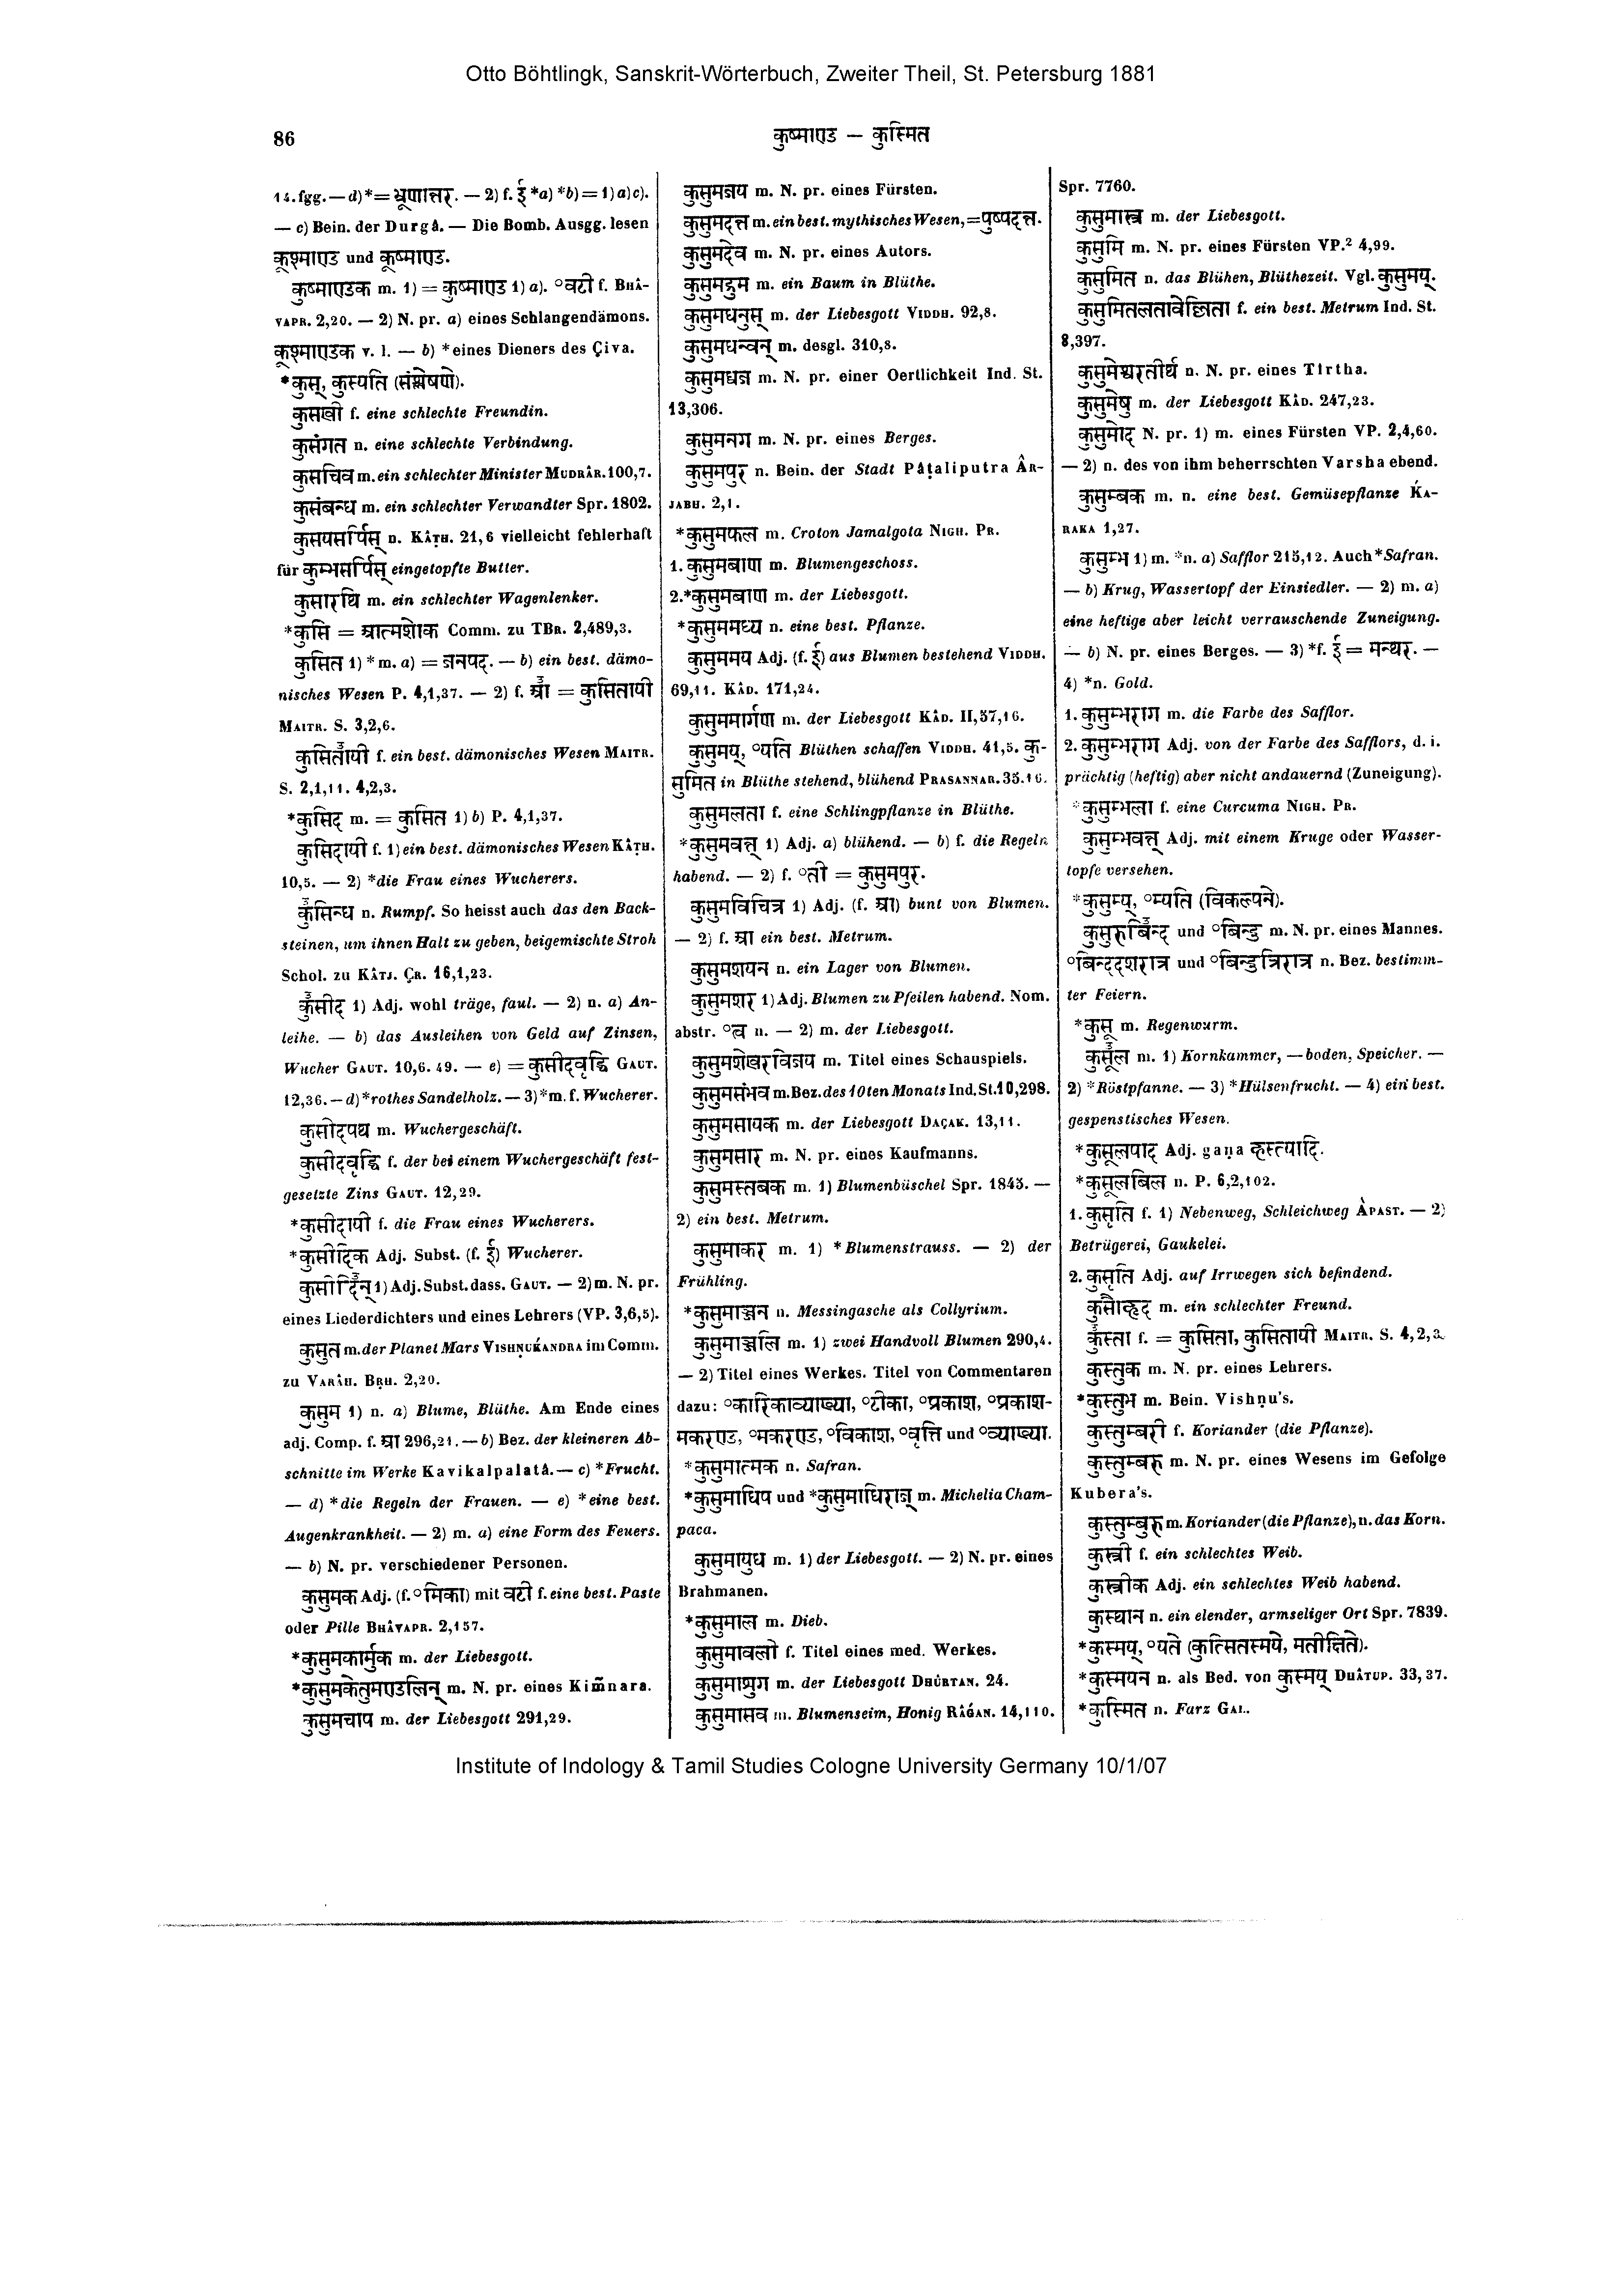 Otto Böhtlingk, Sanskrit-Wörterbuch, Zweiter Theil, St. Petersburg 1881
86
कुष्माण्ड — कुस्मित
14. fgg. — d) *= भ्रूणान्तर. — 2) f. ई *a) *b) = 1) a) c).
— c) Bein. der Durgâ. — Die Bomb. Ausgg. lesen
कूश्माण्ड und कूष्माण्ड.
कुष्माण्डक m. 1) = कुष्माण्ड 1) a). °वटी f. Bhâ-
vapr. 2,20. — 2) N. pr. a) eines Schlangendämons.
कूश्माण्डक v. l. — b) *eines Dieners des Çiva.
*कुस्, कुस्यति (संश्लेषणे).
कुसखी f. eine schlechte Freundin.
कुसंगत n. eine schlechte Verbindung.
कुसचिव m. ein schlechter Minister Mudrâr. 100,7.
कुसंबन्ध m. ein schlechter Verwandter Spr. 1802.
कुसयसर्पिस् n. Kâṭh. 21,6 vielleicht fehlerhaft
für कुम्भसर्पिस् eingetopfte Butter.
कुसारथि m. ein schlechter Wagenlenker.
*कुसि = आत्मशोक Comm. zu TBr. 2,489,3.
कुसित 1) *m. a) = जनपद. — b) ein best. dämo-
nisches Wesen P. 4,1,37. — 2) f. आ = कुसितायी
Maitr. S. 3,2,6.
कुसितायी f. ein best. dämonisches Wesen Maitr.
S. 2,1,11. 4,2,3.
*कुसिद m. = कुसित 1) b) P. 4,1,37.
कुसिदायी f. 1) ein best. dämonisches Wesen Kâṭh.
10,5. — 2) *die Frau eines Wucherers.
कुसिन्ध n. Rumpf. So heisst auch das den Back-
steinen, um ihnen Halt zu geben, beigemischte Stroh
Schol. zu Kâtj. Çr. 16,1,23.
कुसीद 1) Adj. wohl träge, faul. — 2) n. a) An-
leihe. — b) das Ausleihen von Geld auf Zinsen,
Wucher Gaut. 10,6. 49. — c) = कुसीदवृद्धि Gaut.
12,36. — d) *rothes Sandelholz. — 3) *m. f. Wucherer.
कुसीदपथ m. Wuchergeschäft.
कुसीदवृद्धि f. der bei einem Wuchergeschäft fest-
gesetzte Zins Gaut. 12,29.
*कुसीदायी f. die Frau eines Wucherers.
*कुसीदिक Adj. Subst. (f. ई) Wucherer.
कुसीदिन् 1) Adj. Subst. dass. Gaut. — 2) m. N. pr.
eines Liederdichters und eines Lehrers (VP. 3,6,5).
कुसुत m. der Planet Mars Vishṇuḱandra im Comm.
zu Varâh. Bṛh. 2,20.
कुसुम 1) n. a) Blume, Blüthe. Am Ende eines
adj. Comp. f. आ 296,21. — b) Bez. der kleineren Ab-
schnitte im Werke Kavikalpalatâ. — c) *Frucht.
— d) *die Regeln der Frauen. — e) *eine best.
Augenkrankheit. — 2) m. a) eine Form des Feuers.
— b) N. pr. verschiedener Personen.
कुसुमक Adj. (f. °मिका) mit वटी f. eine best. Paste
oder Pille Bhâvapr. 2,157.
*कुसुमकार्मुक m. der Liebesgott.
*कुसुमकेतुमण्डलिन् m. N. pr. eines Kiṃnara.
कुसुमचाप m. der Liebesgott 291,29.
कुसुमजय m. N. pr. eines Fürsten.
कुसुमदत्त m. ein best. mythisches Wesen, = पुष्पदत्त.
कुसुमदेव m. N. pr. eines Autors.
कुसुमद्रुम m. ein Baum in Blüthe.
कुसुमधनुस् m. der Liebesgott Viddh. 92,8.
कुसुमधन्वन् m. desgl. 310,8.
कुसुमध्वज m. N. pr. einer Oertlichkeit Ind. St.
13,306.
कुसुमनग m. N. pr. eines Berges.
कुसुमपुर n. Bein. der Stadt Pâṭaliputra Âr-
jabh. 2,1.
*कुसुमफल m. Croton Jamalgota Nigh. Pr.
1. कुसुमबाण m. Blumengeschoss.
2. *कुसुमबाण m. der Liebesgott.
*कुसुममध्य n. eine best. Pflanze.
कुसुममय Adj. (f. ई) aus Blumen bestehend Viddh.
69,11. Kâd. 171,24.
कुसुममार्गण m. der Liebesgott Kâd. II,37,16.
कुसुमय्, °यति Blüthen schaffen Viddh. 41,5. कु-
सुमित in Blüthe stehend, blühend Prasannar. 35.16.
कुसुमलता f. eine Schlingpflanze in Blüthe.
*कुसुमवत् 1) Adj. a) blühend. — b) f. die Regeln
habend. — 2) f. °ती = कुसुमपुर.
कुसुमविचित्र 1) Adj. (f. आ) bunt von Blumen.
— 2) f. आ ein best. Metrum.
कुसुमशयन n. ein Lager von Blumen.
कुसुमशर 1) Adj. Blumen zu Pfeilen habend. Nom.
abstr. °त्व n. — 2) m. der Liebesgott.
कुसुमशेखरविजय m. Titel eines Schauspiels.
कुसुमसंभव m. Bez. des 10ten Monats Ind. St. 10,298.
कुसुमसायक m. der Liebesgott Daçak. 13,11.
कुसुमसार m. N. pr. eines Kaufmanns.
कुसुमस्तबक m. 1) Blumenbüschel Spr. 1843. —
2) ein best. Metrum.
कुसुमाकर m. 1) *Blumenstrauss. — 2) der
Frühling.
*कुसुमाञ्जन n. Messingasche als Collyrium.
कुसुमाञ्जलि m. 1) zwei Handvoll Blumen 290,4.
— 2) Titel eines Werkes. Titel von Commentaren
dazu: °कारिकाव्याख्या, °टीका, °प्रकाश, °प्रकाश-
मकरण्ड, °मकरण्ड, °विकाश, °वृत्ति und °व्याख्या.
*कुसुमात्मक n. Safran.
*कुसुमाधिप und *कुसुमाधिराज् m. Michelia Cham-
paca.
कुसुमायुध m. 1) der Liebesgott. — 2) N. pr. eines
Brahmanen.
*कुसुमाल m. Dieb.
कुसुमावली f. Titel eines med. Werkes.
कुसुमाशुग m. der Liebesgott Dhûrtan. 24.
कुसुमासव m. Blumenseim, Honig Râǵan. 14,110.
Spr. 7760.
कुसुमास्त्र m. der Liebesgott.
कुसुमि m. N. pr. eines Fürsten VP.² 4,99.
कुसुमित n. das Blühen, Blüthezeit. Vgl. कुसुमय्.
कुसुमितलतावेल्लिता f. ein best. Metrum Ind. St.
8,397.
कुसुमेश्वरतीर्थ n. N. pr. eines Tîrtha.
कुसुमेषु m. der Liebesgott Kâd. 247,23.
कुसुमोद N. pr. 1) m. eines Fürsten VP. 2,4,60.
— 2) n. des von ihm beherrschten Varsha ebend.
कुसुम्बक m. n. eine best. Gemüsepflanze Ḱa-
raka 1,27.
कुसुम्भ 1) m. *n. a) Safflor 215,12. Auch *Safran.
— b) Krug, Wassertopf der Einsiedler. — 2) m. a)
eine heftige aber leicht verrauschende Zuneigung.
— b) N. pr. eines Berges. — 3) *f. ई = मन्थर. —
4) *n. Gold.
1. कुसुम्भराग m. die Farbe des Safflor.
2. कुसुम्भराग Adj. von der Farbe des Safflors, d. i.
prächtig (heftig) aber nicht andauernd (Zuneigung).
*कुसुम्भला f. eine Curcuma Nigh. Pr.
कुसुम्भवत् Adj. mit einem Kruge oder Wasser-
topfe versehen.
*कुसुम्य्, °म्यति (विकल्पने).
कुसुरुबिन्द und °बिन्दु m. N. pr. eines Mannes.
°बिन्ददशरात्र und °बिन्दुत्रिरात्र n. Bez. bestimm-
ter Feiern.
*कुसू m. Regenwurm.
कुसूल m. 1) Kornkammer, — boden, Speicher. —
2) *Röstpfanne. — 3) *Hülsenfrucht. — 4) ein best.
gespenstisches Wesen.
*कुसूलपाद Adj. gaṇa हस्त्यादि.
*कुसूलबिल n. P. 6,2,102.
1. कुसृति f. 1) Nebenweg, Schleichweg Âpast. — 2)
Betrügerei, Gaukelei.
2. कुसृति Adj. auf Irrwegen sich befindend.
कुसौहृद m. ein schlechter Freund.
कुस्ता f. = कुसिता, कुसितायी Maitr. S. 4,2,3.
कुस्तुक m. N. pr. eines Lehrers.
*कुस्तुभ m. Bein. Vishṇu's.
कुस्तुम्बरी f. Koriander (die Pflanze).
कुस्तुम्बरु m. N. pr. eines Wesens im Gefolge
Kubera's.
कुस्तुम्बुरु m. Koriander (die Pflanze), n. das Korn.
कुस्त्री f. ein schlechtes Weib.
कुस्त्रीक Adj. ein schlechtes Weib habend.
कुस्थान n. ein elender, armseliger Ort Spr. 7839.
*कुस्मय्, °यते (कुत्सितस्मये, मतीक्षिते).
*कुस्मयन n. als Bed. von कुस्मय् Dhâtup. 33,37.
*कुस्मित n. Farz Gal.
Institute of Indology & Tamil Studies Cologne University Germany 10/1/07